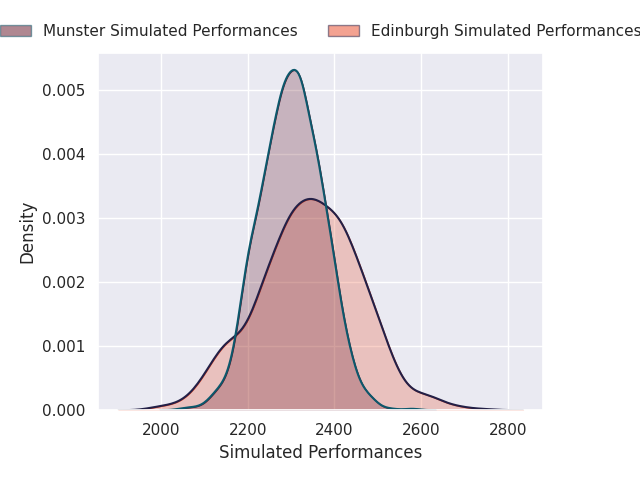 Munster Simulated Performances
Edinburgh Simulated Performances
0.005
0.004
0.003
0.002
0.001
0.000
Density
2000 2200 2400 2600 2800
Simulated Performances